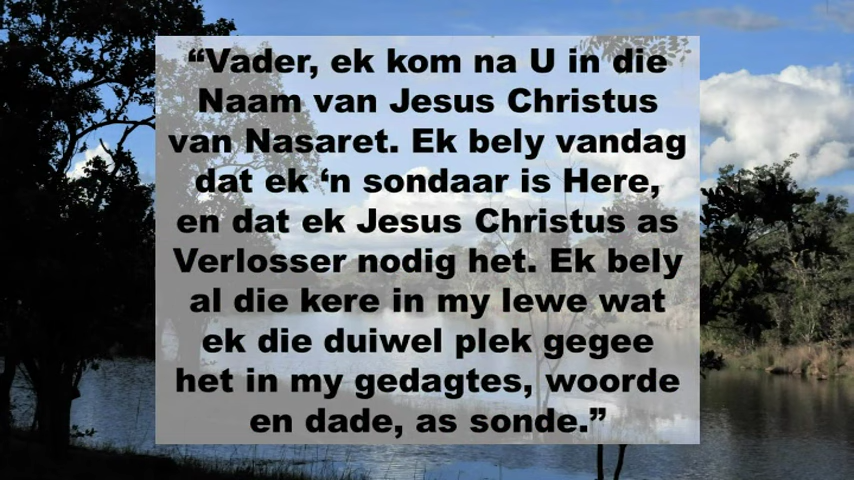 “Vader, ek kom na U in die
Naam van Jesus Christus
van Nasaret. Ek bely vandag
dat ek ‘n sondaar is Here,
en dat ek Jesus Christus as
Verlosser nodig het. Ek bely
al die kere in my lewe wat
ek die duiwel plek gegee
het in my gedagtes, woorde
en dade, as sonde.”